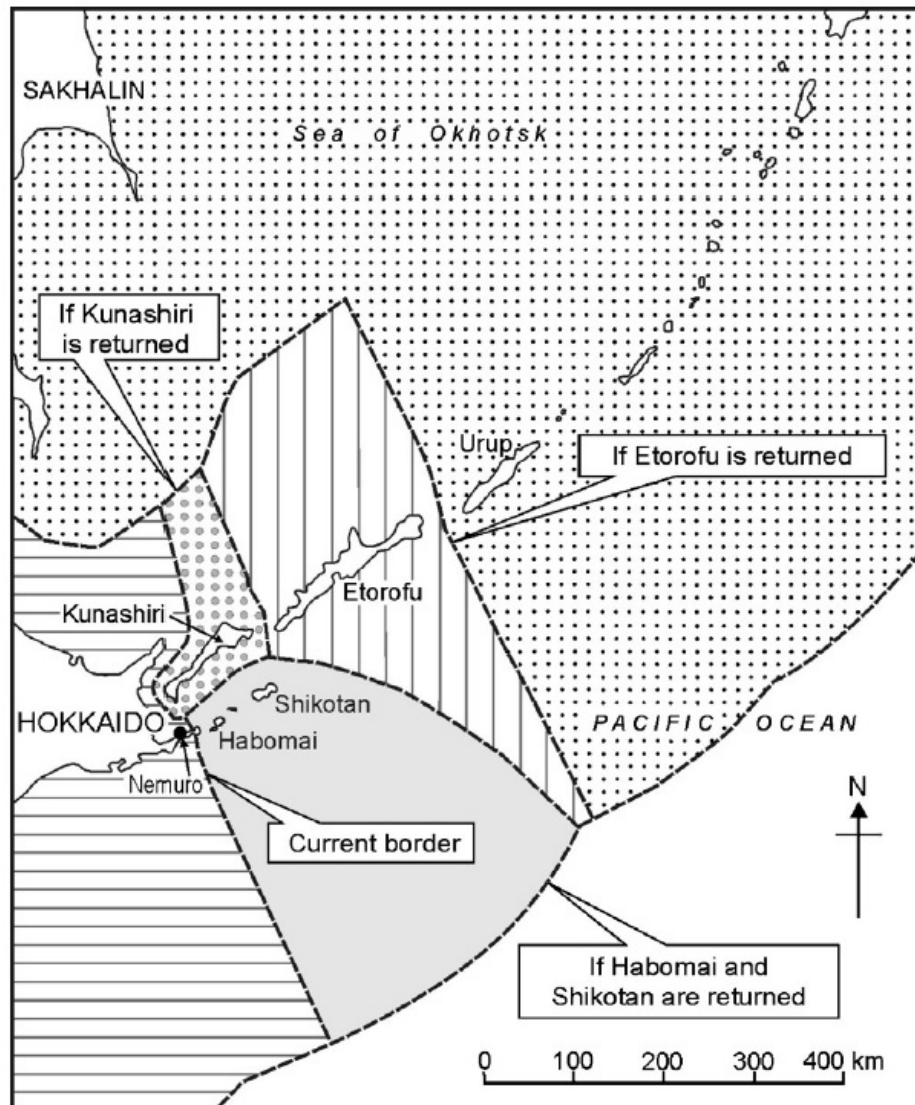 SAKHALIN
Sea of Okhotsk
If Kunashiri
is returned
Urup
If Etorofu is returned
Etorofu
Kunashiri
Shikotan
HOKKAIDO
Habomai
PACIFIC OCEAN
Nemuro
N
Current border
If Habomai and
Shikotan are returned
0 100 200 300 400 km